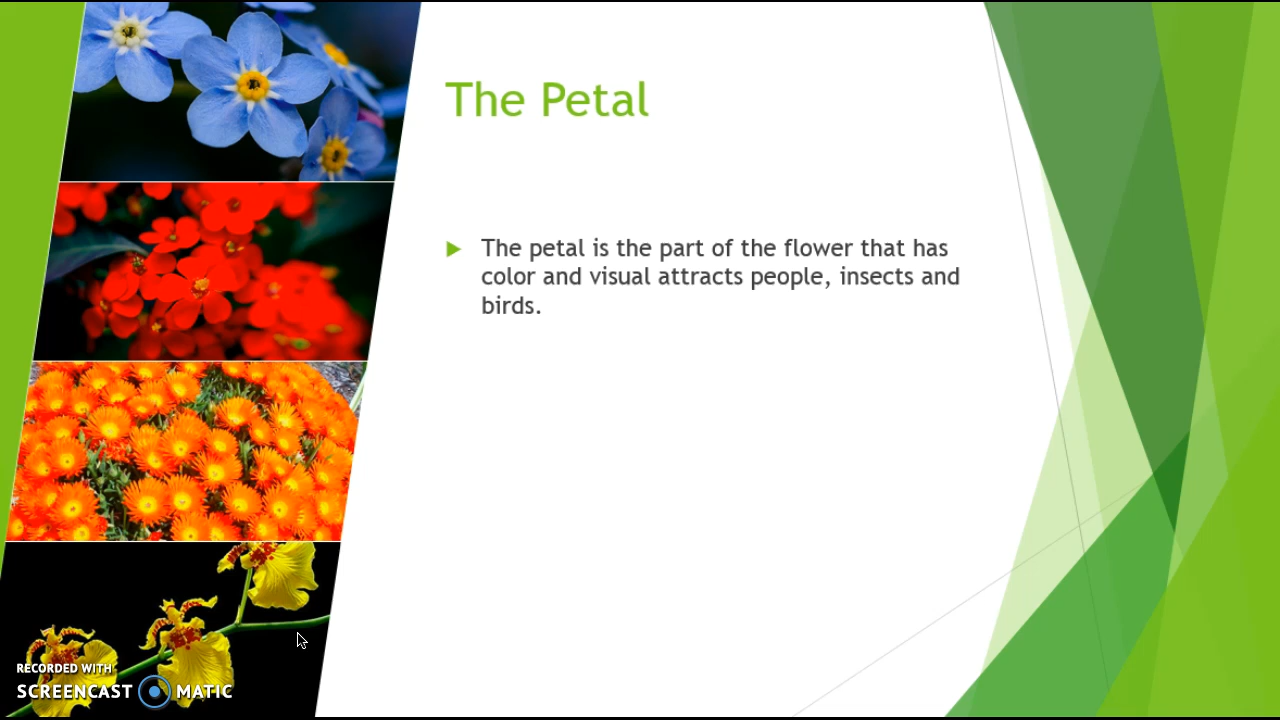 The Petal
The petal is the part of the flower that has
color and visual attracts people, insects and
birds.
RECORDED WITH
SCREENCAST MATIC